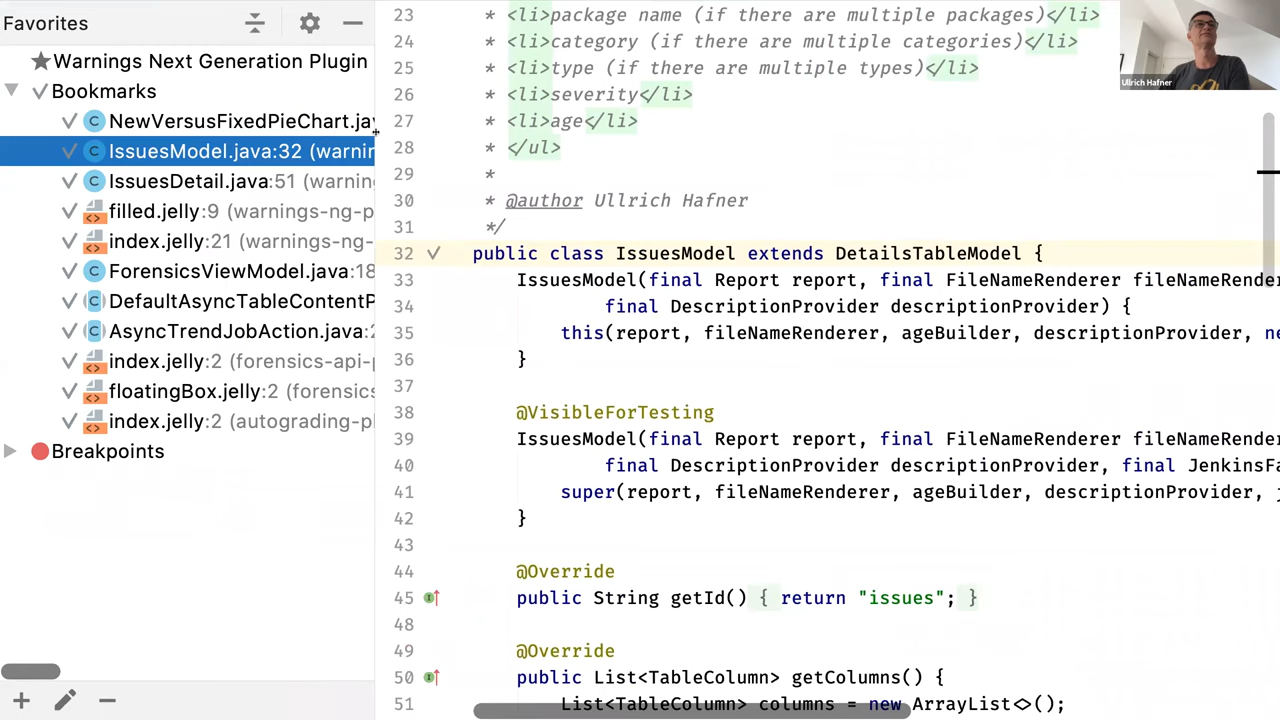 Favorites
Warnings Next Generation Plugin
Bookmarks
NewVersusFixedPieChart.jav
IssuesModel.java:32 (warnin
IssuesDetail.java:51 (warning
filled.jelly:9 (warnings-ng-p
index.jelly:21 (warnings-ng-
ForensicsViewModel.java:18
DefaultAsyncTableContentP
AsyncTrendJobAction.java:2
index.jelly:2 (forensics-api-p
floatingBox.jelly:2 (forensics
index.jelly:2 (autograding-pl
Breakpoints
23 * <li>package name (if there are multiple packages)</li>
24 * <li>category (if there are multiple categories)</li>
25 * <li>type (if there are multiple types)</li>
26 * <li>severity</li>
27 * <li>age</li>
28 * </ul>
29 *
30 * @author Ullrich Hafner
31 */
32 public class IssuesModel extends DetailsTableModel {
33 IssuesModel(final Report report, final FileNameRenderer fileNameRender
34 final DescriptionProvider descriptionProvider) {
35 this(report, fileNameRenderer, ageBuilder, descriptionProvider, ne
36 }
37
38 @VisibleForTesting
39 IssuesModel(final Report report, final FileNameRenderer fileNameRender
40 final DescriptionProvider descriptionProvider, final JenkinsFa
41 super(report, fileNameRenderer, ageBuilder, descriptionProvider, j
42 }
43
44 @Override
45 public String getId() { return "issues"; }
48
49 @Override
50 public List<TableColumn> getColumns() {
51 List<TableColumn> columns = new ArrayList<>();
Ullrich Hafner